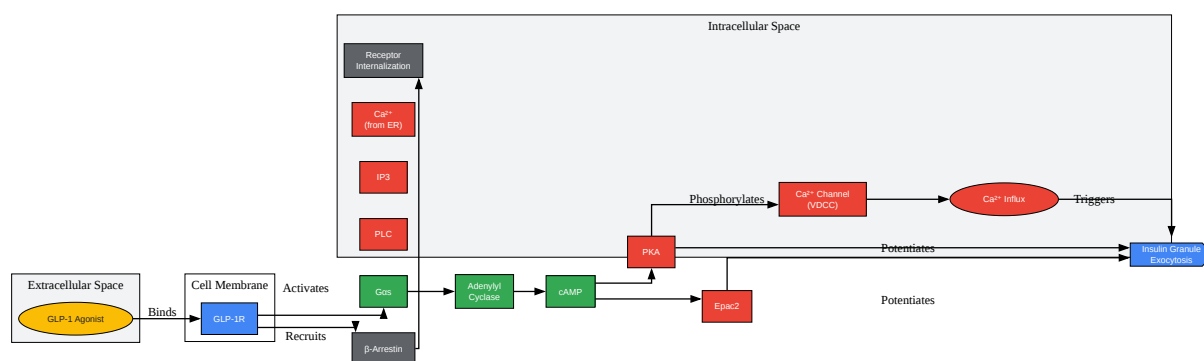 Intracellular Space
Receptor
Internalization
Ca²⁺
(from ER)
IP3
PLC
Phosphorylates
Ca²⁺ Channel
(VDCC)
Ca²⁺ Influx
Triggers
PKA
Potentiates
Insulin Granule
Exocytosis
Extracellular Space
GLP-1 Agonist
Binds
Cell Membrane
GLP-1R
Activates
Recruits
Gαs
Adenylyl
Cyclase
cAMP
Epac2
Potentiates
β-Arrestin